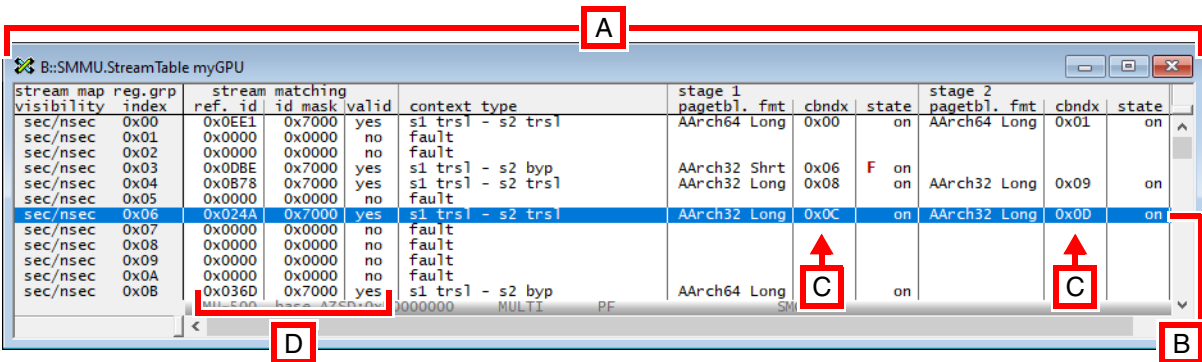 A
B::SMMU.StreamTable myGPU
stream map reg.grp stream matching stage 1 stage 2
visibility index ref. id id mask valid context type pagetbl. fmt cbndx state pagetbl. fmt cbndx state
sec/nsec 0x00 0x0EE1 0x7000 yes s1 trsl - s2 trsl AArch64 Long 0x00 on AArch64 Long 0x01 on
sec/nsec 0x01 0x0000 0x0000 no fault
sec/nsec 0x02 0x0000 0x0000 no fault
sec/nsec 0x03 0x0DBE 0x7000 yes s1 trsl - s2 byp AArch32 Shrt 0x06 F on
sec/nsec 0x04 0x0B78 0x7000 yes s1 trsl - s2 trsl AArch32 Long 0x08 on AArch32 Long 0x09 on
sec/nsec 0x05 0x0000 0x0000 no fault
sec/nsec 0x06 0x024A 0x7000 yes s1 trsl - s2 trsl AArch32 Long 0x0C on AArch32 Long 0x0D on
sec/nsec 0x07 0x0000 0x0000 no fault
sec/nsec 0x08 0x0000 0x0000 no fault
sec/nsec 0x09 0x0000 0x0000 no fault
sec/nsec 0x0A 0x0000 0x0000 no fault
sec/nsec 0x0B 0x036D 0x7000 yes s1 trsl - s2 byp AArch64 Long on
C C
MULTI PF
D B